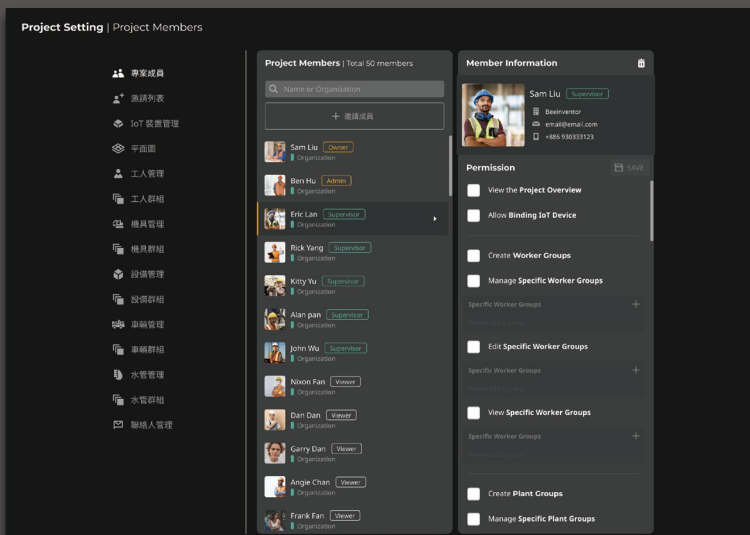 Project Setting | Project Members
專案成員
邀請列表
IoT 裝置管理
平面圖
工人管理
工人群組
機具管理
機具群組
設備管理
設備群組
車輛管理
車輛群組
水管管理
水管群組
聯絡人管理
Project Members | Total 50 members
Name or Organization
+ 邀請成員
Sam Liu Owner
Organization
Ben Hu Admin
Organization
Eric Lan Supervisor
Organization
Rick Yang Supervisor
Organization
Kitty Yu Supervisor
Organization
Alan pan Supervisor
Organization
John Wu Supervisor
Organization
Nixon Fan Viewer
Organization
Dan Dan Viewer
Organization
Garry Dan Viewer
Organization
Angie Chan Viewer
Organization
Frank Fan Viewer
Organization
Member Information
Sam Liu Supervisor
Beeinventor
email@email.com
+886 930333123
Permission SAVE
View the Project Overview
Allow Binding IoT Device
Create Worker Groups
Manage Specific Worker Groups
Specific Worker Groups +
Edit Specific Worker Groups
Specific Worker Groups +
View Specific Worker Groups
Specific Worker Groups +
Create Plant Groups
Manage Specific Plant Groups